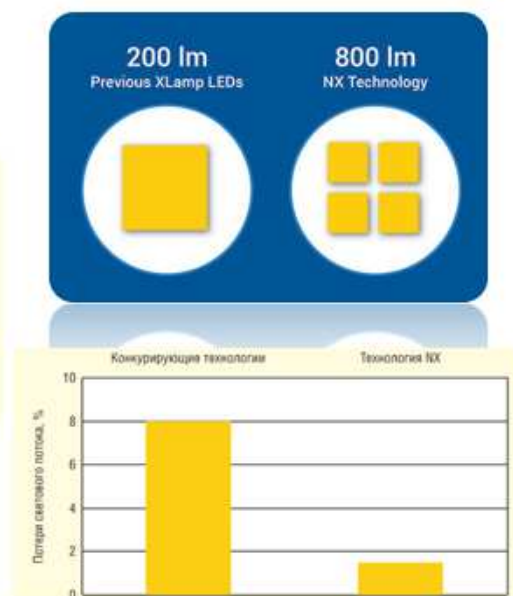 200 lm
Previous XLamp LEDs
800 lm
NX Technology
Конкурирующие технологии
Технология NX
Потери светового потока, %
10
8
6
4
2
0